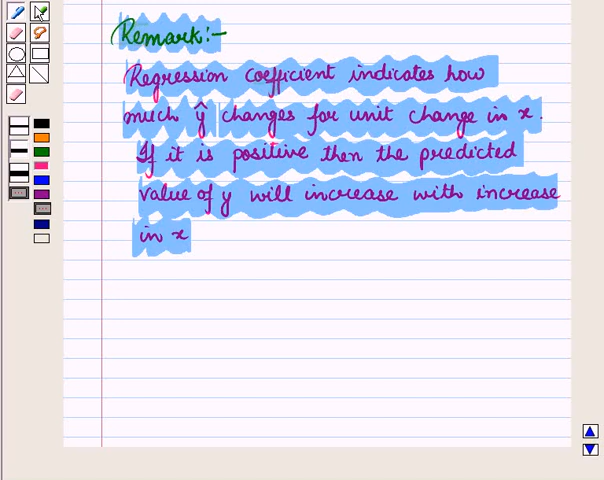 Remark:-
Regression coefficient indicates how
much ŷ changes for unit change in x.
If it is positive then the predicted
value of y will increase with increase
in x